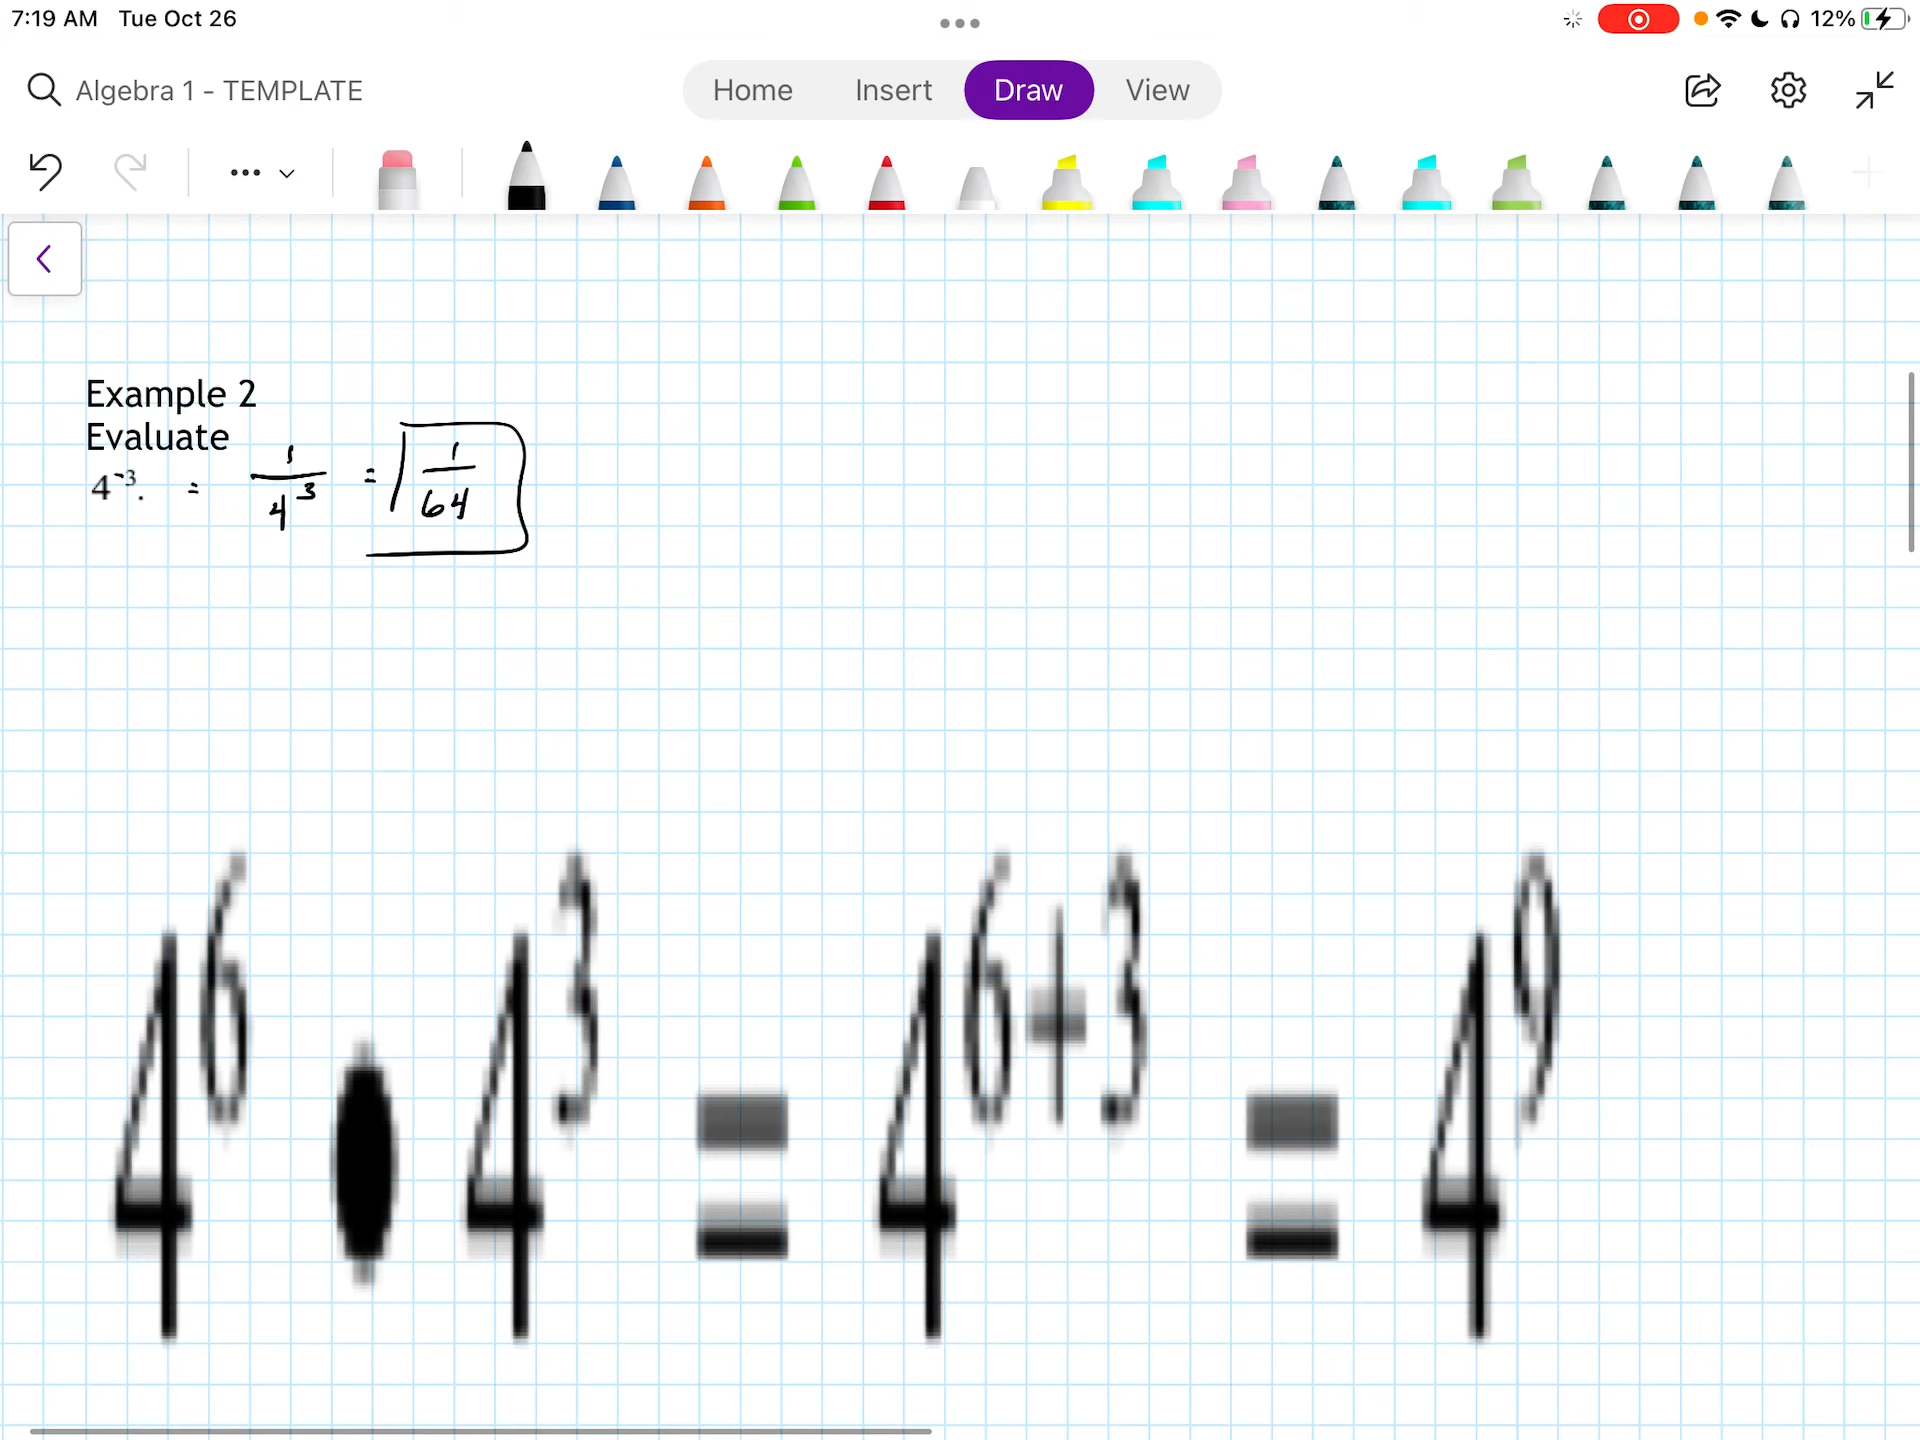 7:19 AM Tue Oct 26
12%
Algebra 1 - TEMPLATE
Home Insert Draw View
Example 2
Evaluate
4⁻³. = 1/4³ = 1/64
4⁶ • 4³ = 4⁶⁺³ = 4⁹